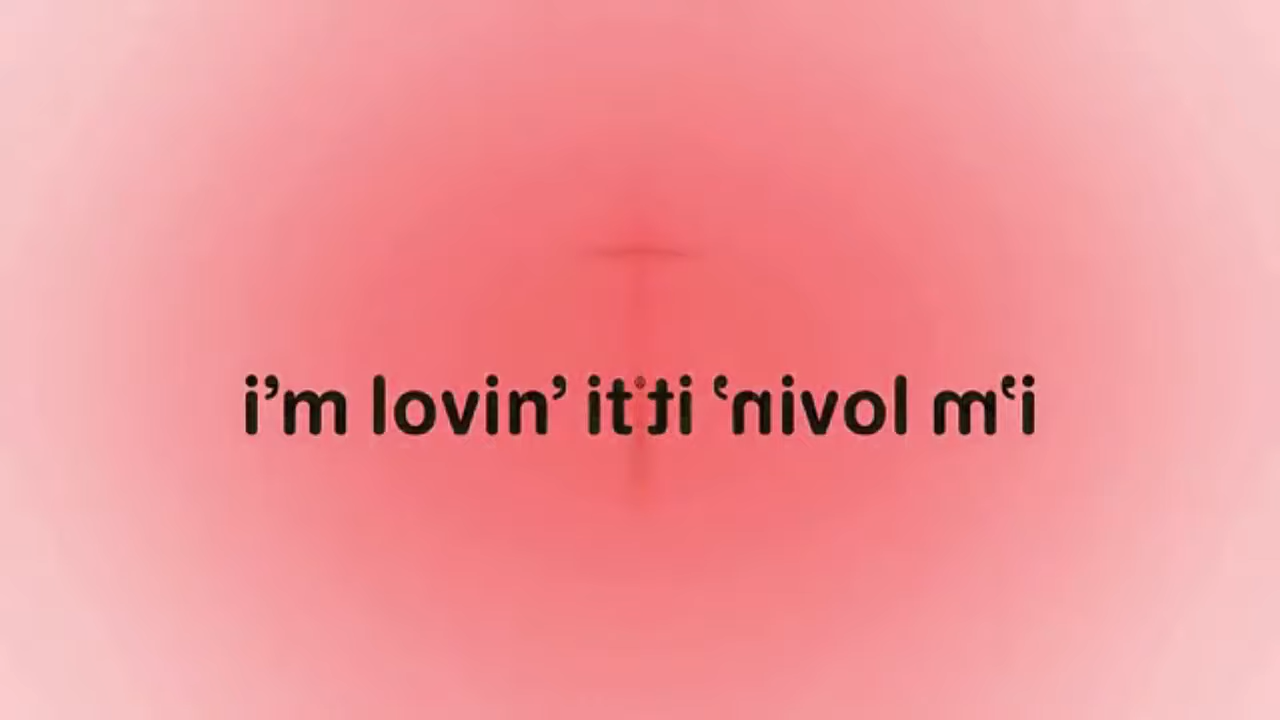 i’m lovin’ it ti ‘nivol m‘i